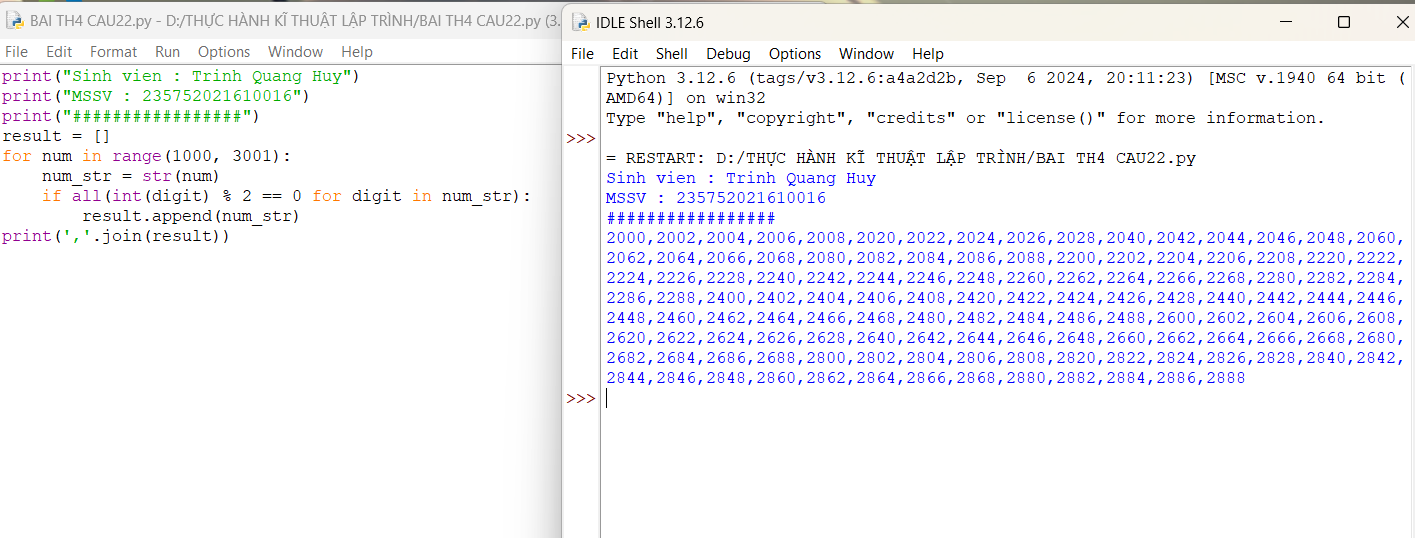 BAI TH4 CAU22.py - D:/THỰC HÀNH KĨ THUẬT LẬP TRÌNH/BAI TH4 CAU22.py (3.
File Edit Format Run Options Window Help
print("Sinh vien : Trinh Quang Huy")
print("MSSV : 235752021610016")
print("#################")
result = []
for num in range(1000, 3001):
    num_str = str(num)
    if all(int(digit) % 2 == 0 for digit in num_str):
        result.append(num_str)
print(','.join(result))
IDLE Shell 3.12.6
File Edit Shell Debug Options Window Help
Python 3.12.6 (tags/v3.12.6:a4a2d2b, Sep  6 2024, 20:11:23) [MSC v.1940 64 bit (
AMD64)] on win32
Type "help", "copyright", "credits" or "license()" for more information.
>>>
= RESTART: D:/THỰC HÀNH KĨ THUẬT LẬP TRÌNH/BAI TH4 CAU22.py
Sinh vien : Trinh Quang Huy
MSSV : 235752021610016
#################
2000,2002,2004,2006,2008,2020,2022,2024,2026,2028,2040,2042,2044,2046,2048,2060,
2062,2064,2066,2068,2080,2082,2084,2086,2088,2200,2202,2204,2206,2208,2220,2222,
2224,2226,2228,2240,2242,2244,2246,2248,2260,2262,2264,2266,2268,2280,2282,2284,
2286,2288,2400,2402,2404,2406,2408,2420,2422,2424,2426,2428,2440,2442,2444,2446,
2448,2460,2462,2464,2466,2468,2480,2482,2484,2486,2488,2600,2602,2604,2606,2608,
2620,2622,2624,2626,2628,2640,2642,2644,2646,2648,2660,2662,2664,2666,2668,2680,
2682,2684,2686,2688,2800,2802,2804,2806,2808,2820,2822,2824,2826,2828,2840,2842,
2844,2846,2848,2860,2862,2864,2866,2868,2880,2882,2884,2886,2888
>>>